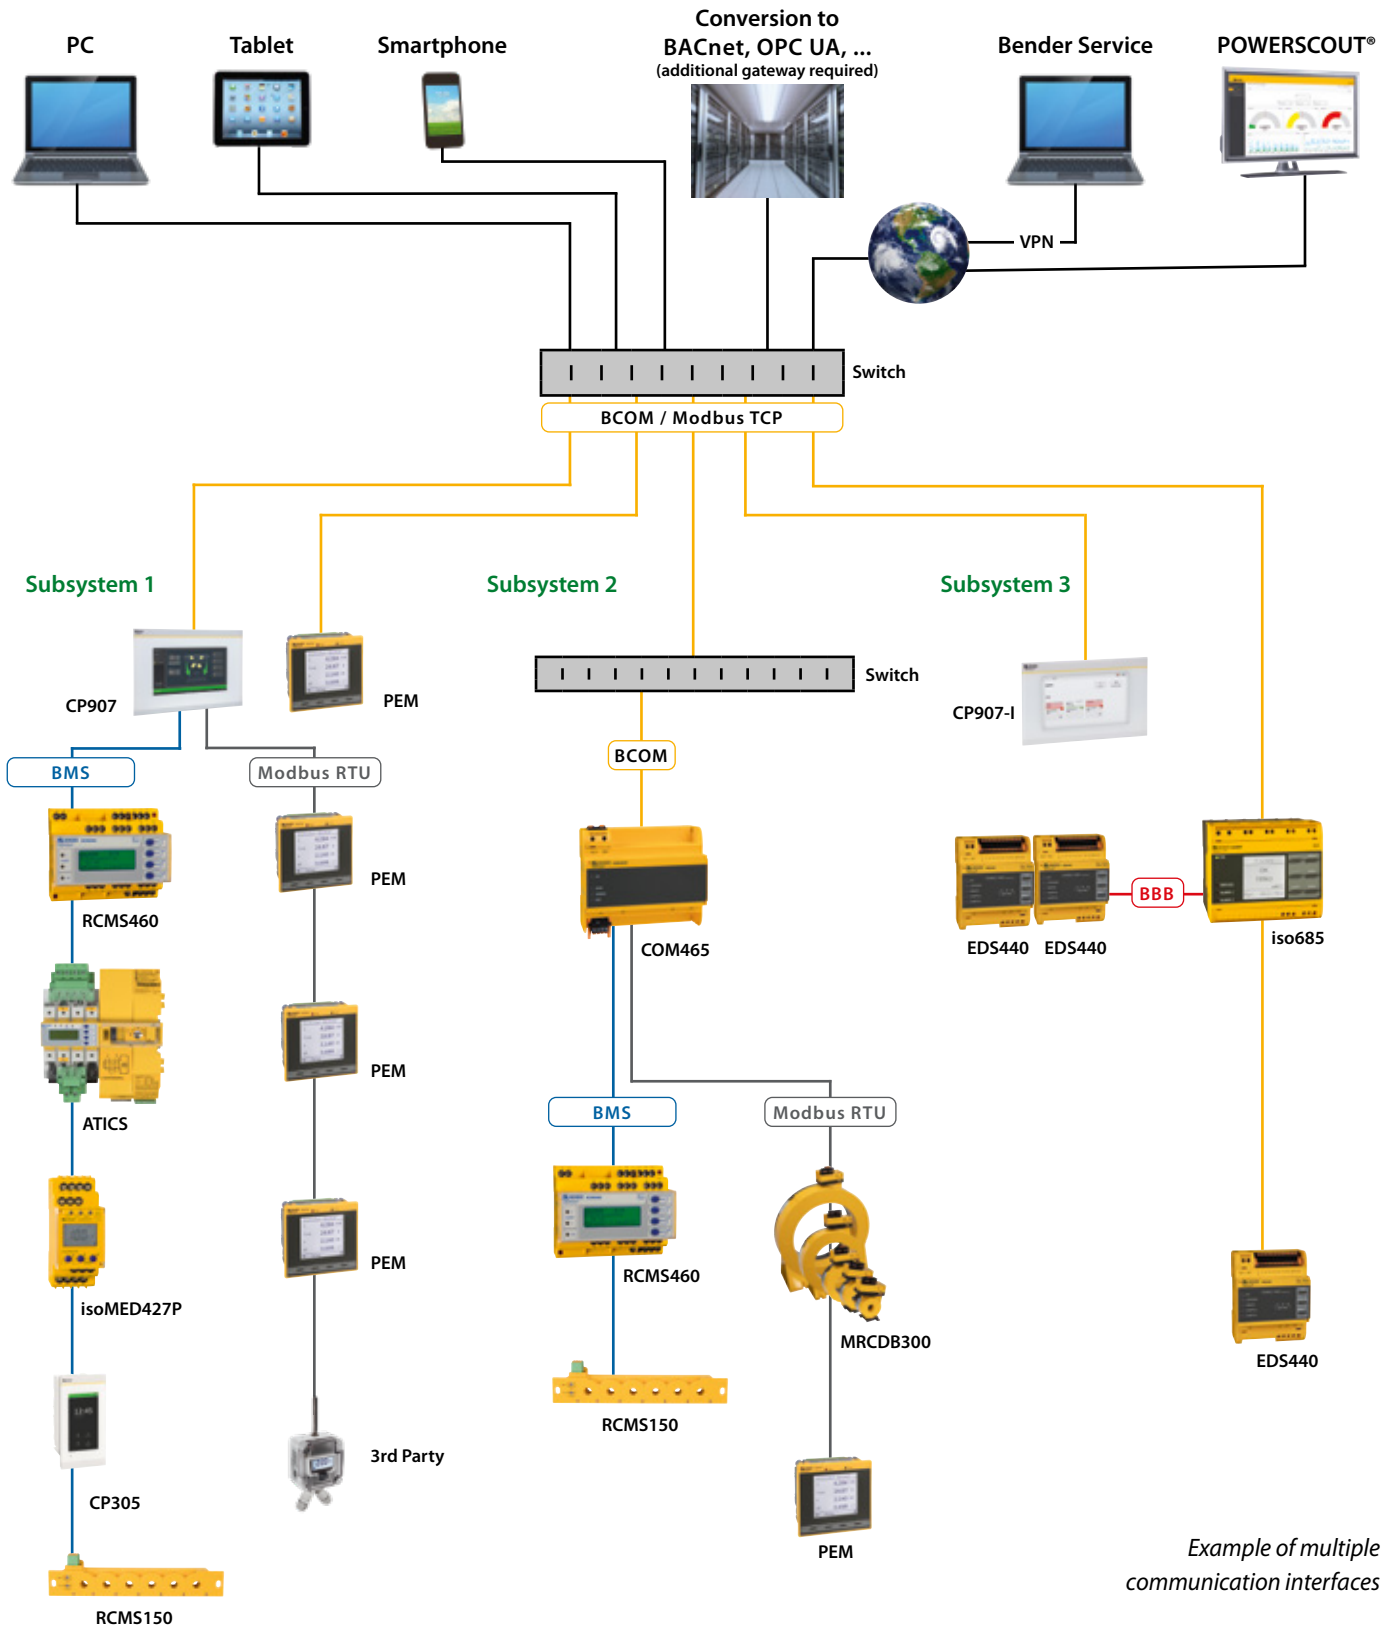 Conversion to
PC
Tablet
Smartphone
BACnet, OPC UA, ...
Bender Service
POWERSCOUT®
(additional gateway required)
VPN
Switch
BCOM / Modbus TCP
Subsystem 1
Subsystem 2
Subsystem 3
CP907
PEM
Switch
CP907-I
BMS
Modbus RTU
BCOM
PEM
RCMS460
BBB
COM465
EDS440
EDS440
iso685
PEM
ATICS
BMS
Modbus RTU
PEM
RCMS460
isoMED427P
MRCDB300
EDS440
12:45
RCMS150
3rd Party
CP305
PEM
Example of multiple
communication interfaces
RCMS150